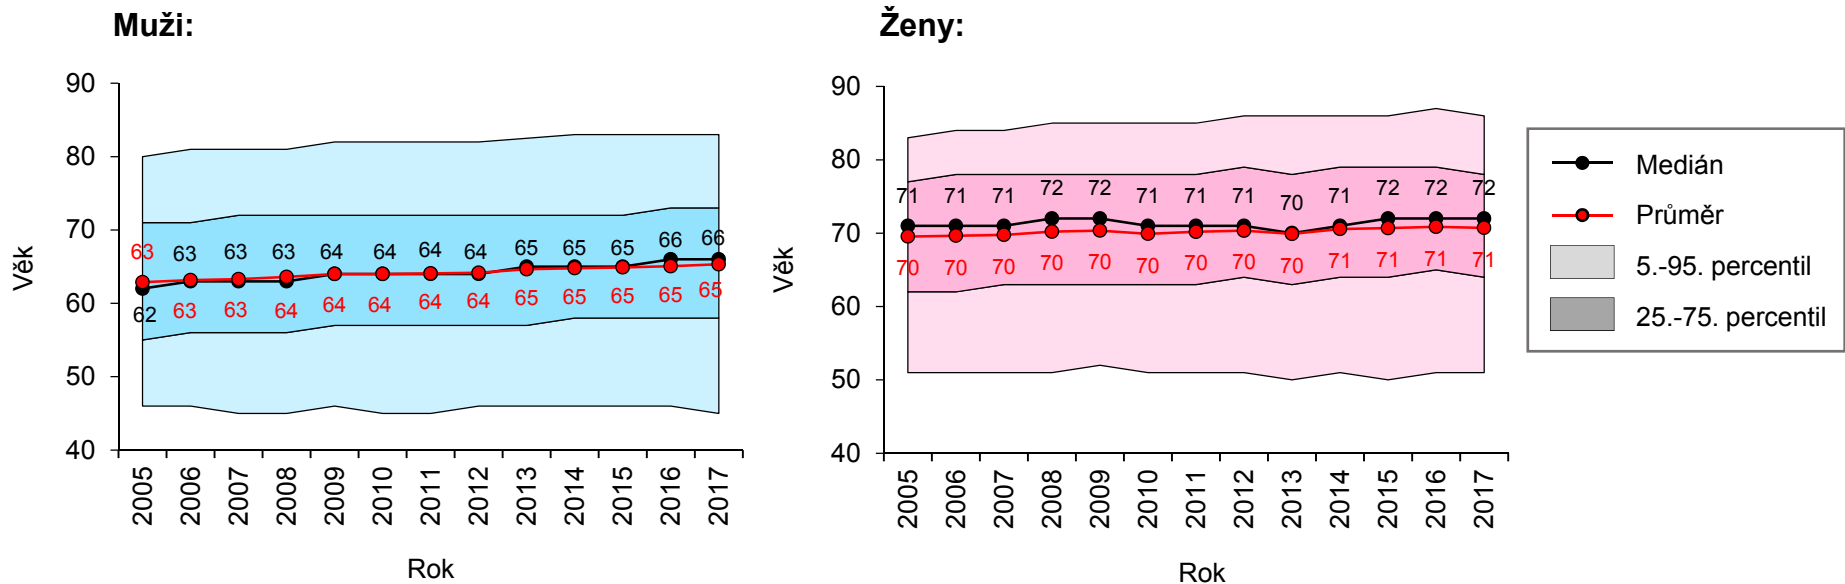 Muži:
90
80
70
60
50
40
Věk
63 63 63 63 64 64 64 64 65 65 65 66 66
62 63 63 64 64 64 64 64 65 65 65 65 65
2005 2006 2007 2008 2009 2010 2011 2012 2013 2014 2015 2016 2017
Rok
Ženy:
90
80
70
60
50
40
Věk
71 71 71 72 72 71 71 71 70 71 72 72 72
70 70 70 70 70 70 70 70 70 71 71 71 71
2005 2006 2007 2008 2009 2010 2011 2012 2013 2014 2015 2016 2017
Rok
Medián
Průměr
5.-95. percentil
25.-75. percentil